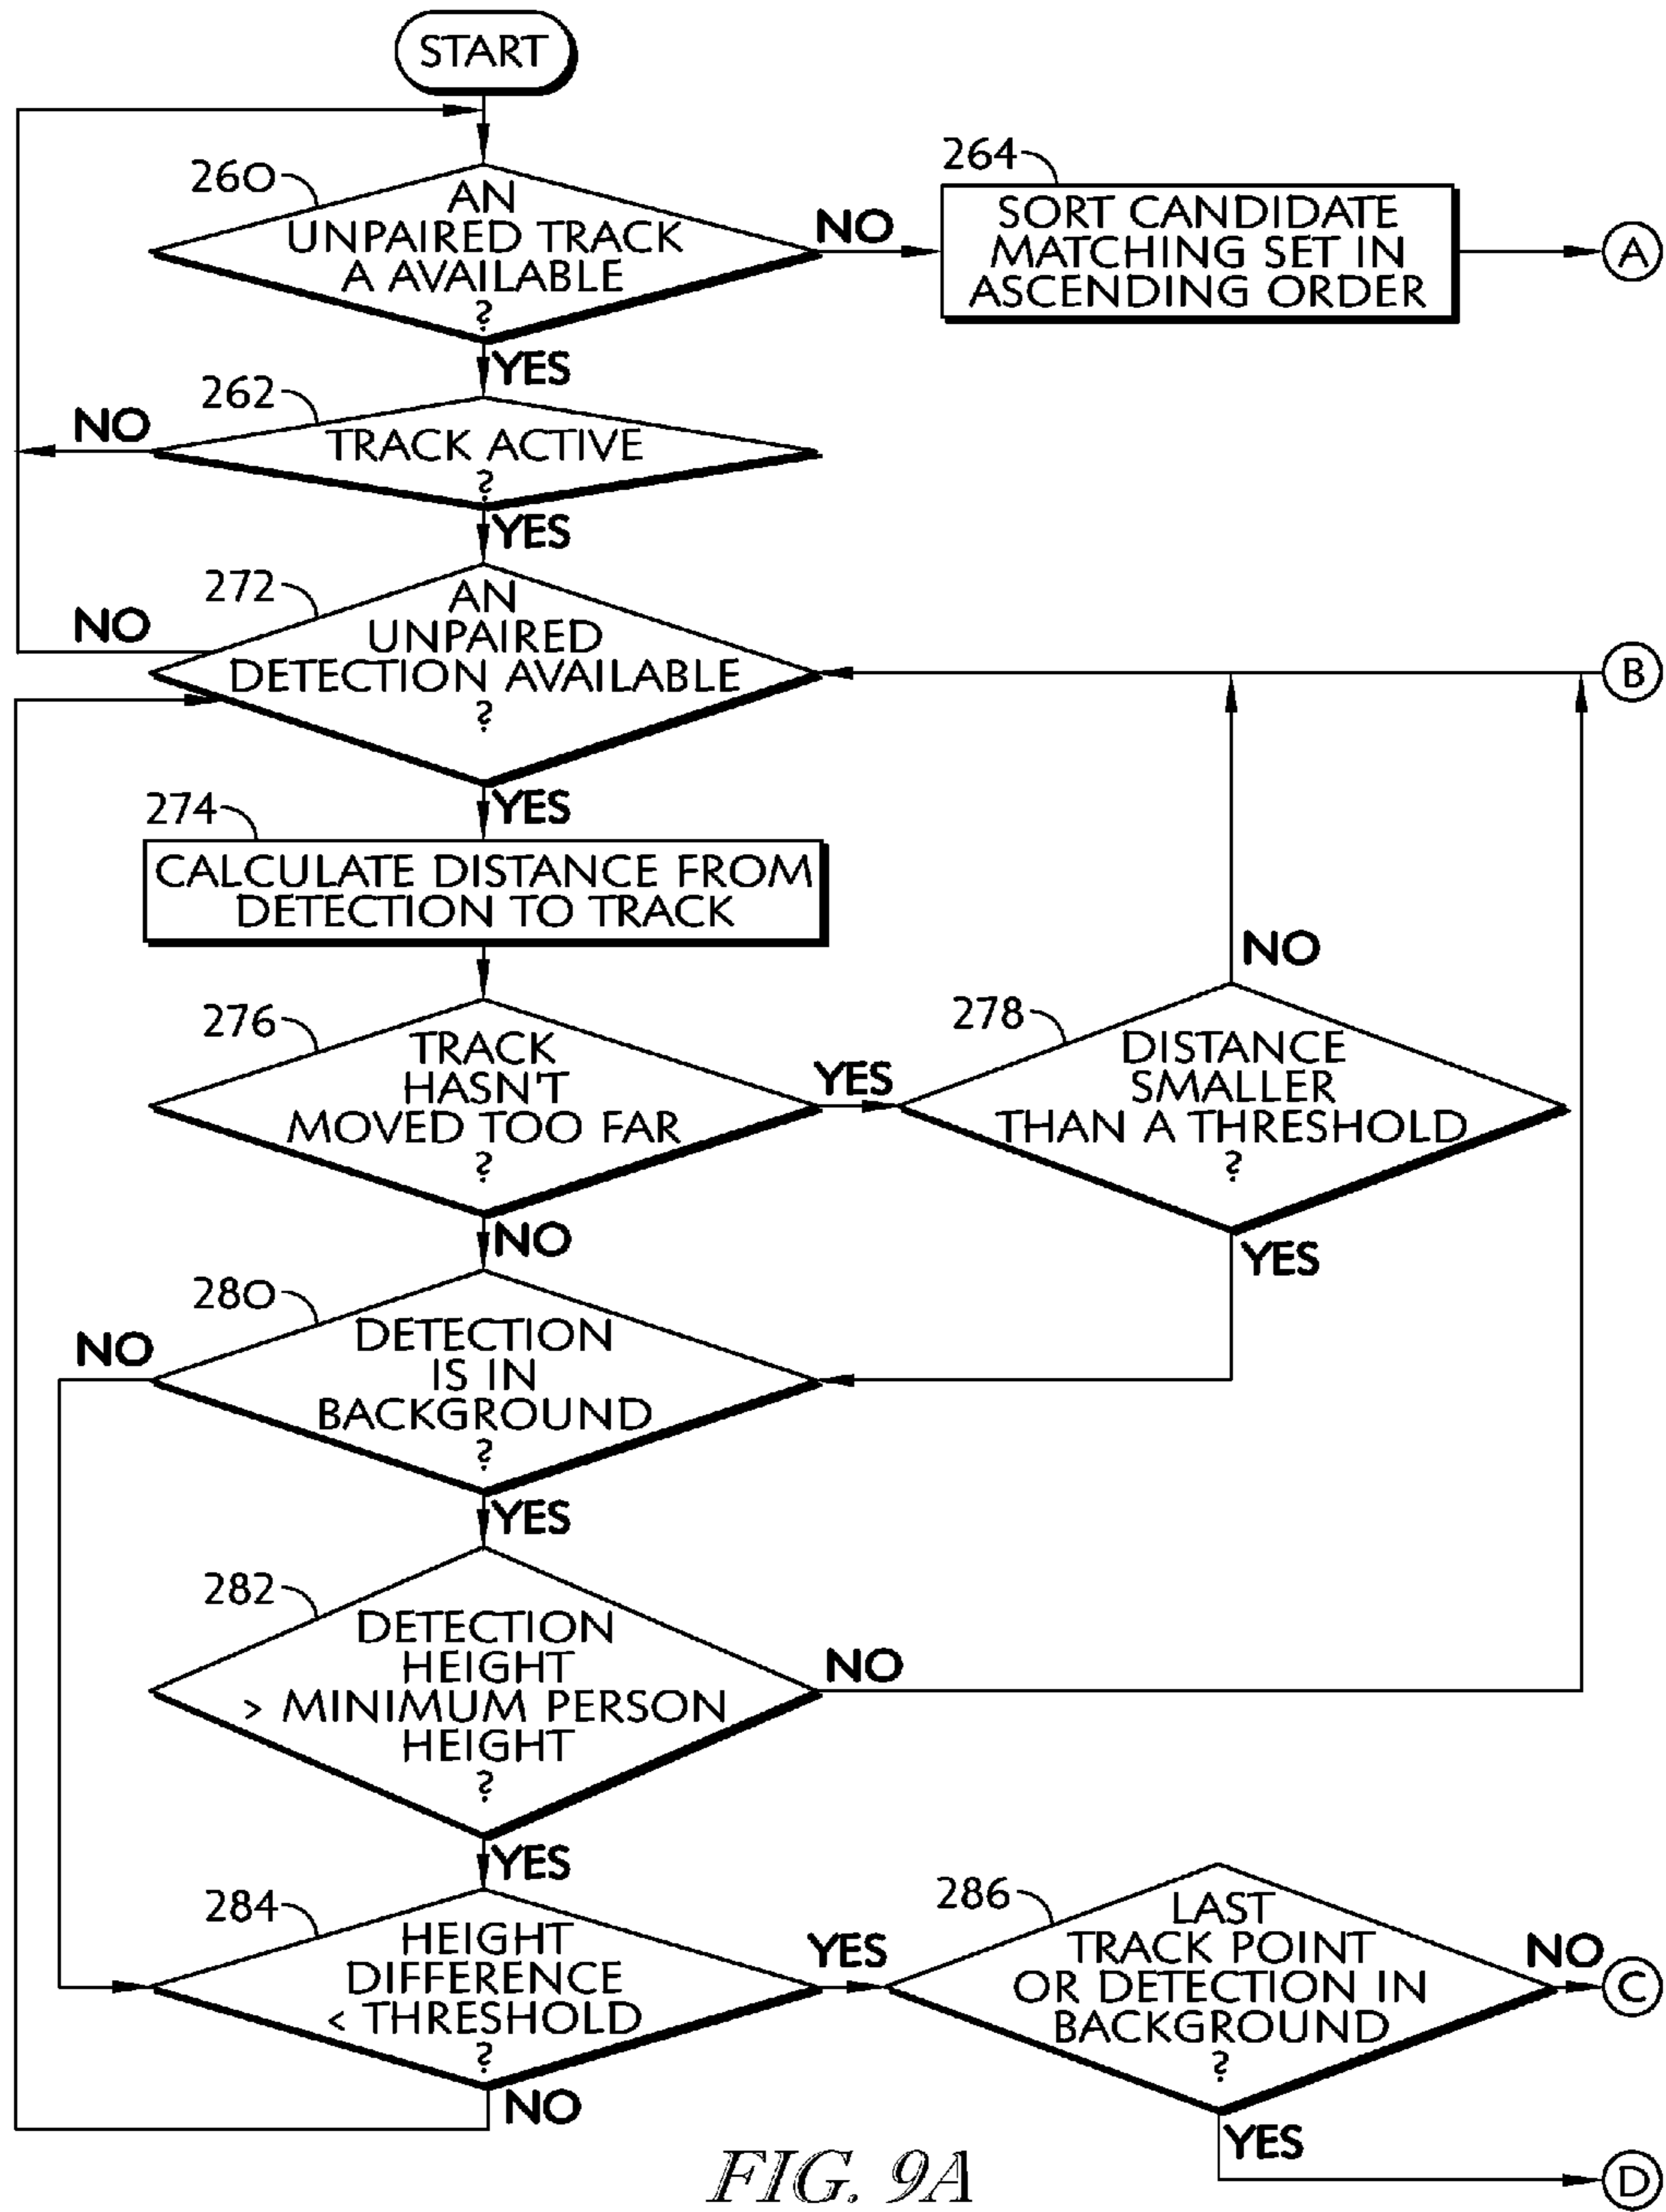 START
260
AN
UNPAIRED TRACK
A AVAILABLE
?
NO
264
SORT CANDIDATE
MATCHING SET IN
ASCENDING ORDER
A
YES
262
NO
TRACK ACTIVE
?
YES
272
NO
AN
UNPAIRED
DETECTION AVAILABLE
?
B
YES
274
CALCULATE DISTANCE FROM
DETECTION TO TRACK
276
TRACK
HASN'T
MOVED TOO FAR
?
YES
NO
278
DISTANCE
SMALLER
THAN A THRESHOLD
?
NO
YES
280
NO
DETECTION
IS IN
BACKGROUND
?
YES
282
DETECTION
HEIGHT
> MINIMUM PERSON
HEIGHT
?
NO
YES
284
HEIGHT
DIFFERENCE
< THRESHOLD
?
YES
NO
286
LAST
TRACK POINT
OR DETECTION IN
BACKGROUND
?
NO
C
YES
D
FIG. 9A